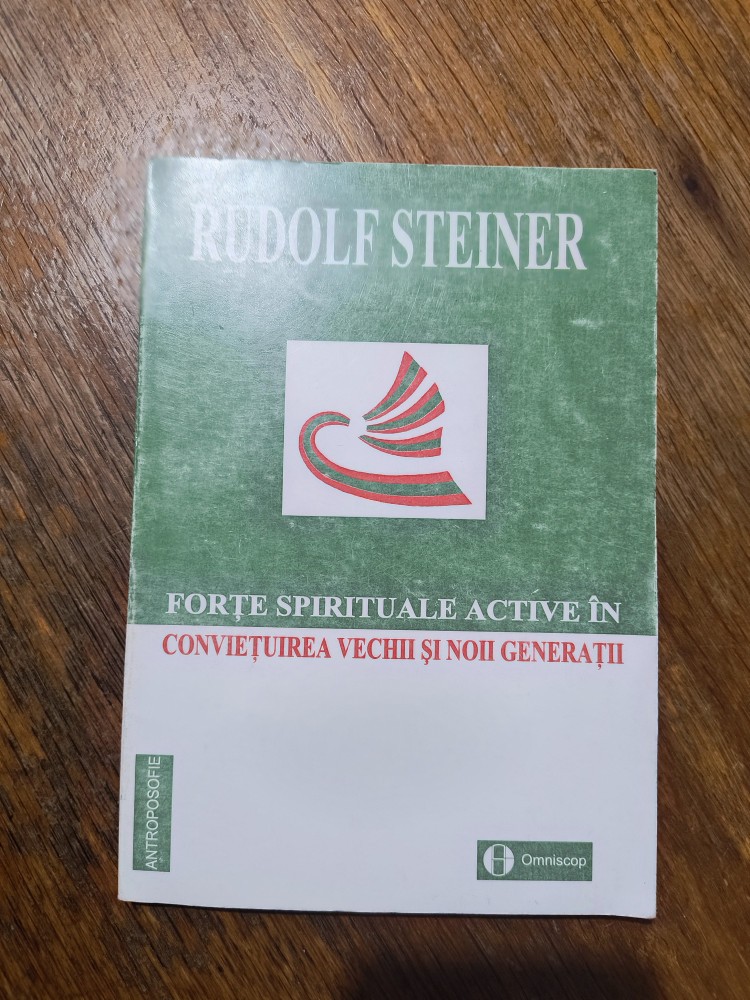 RUDOLF STEINER
FORȚE SPIRITUALE ACTIVE ÎN
CONVIEȚUIREA VECHII ȘI NOII GENERAȚII
ANTROPOSOFIE
Omniscop